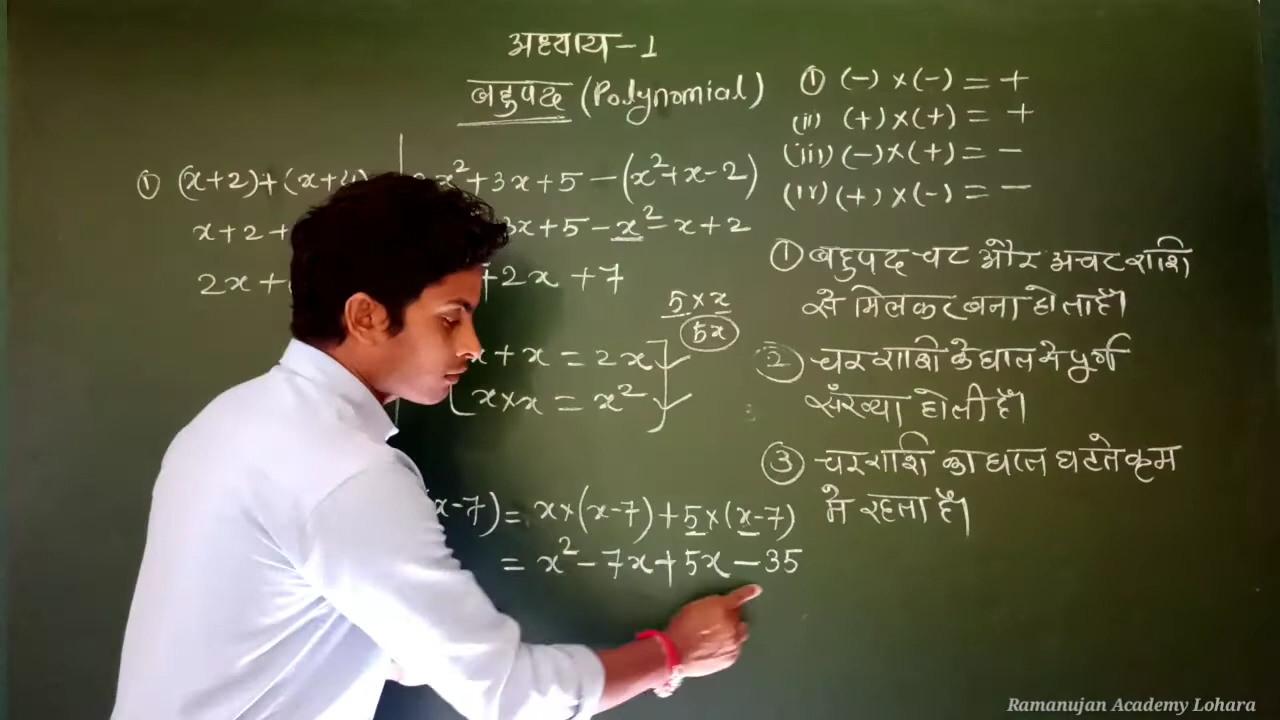 अध्याय-1
बहुपद (Polynomial)
① (x+2)+(x+4)
x+2+
2x+
x²+3x+5-(x²+x-2)
3x+5-x²-x+2
+2x+7
5×x
5x
x+x=2x
x×x=x²
x-7)=x×(x-7)+5×(x-7)
=x²-7x+5x-35
① (-)×(-)=+
(ii) (+)×(+)=+
(iii) (-)×(+)=-
(iv) (+)×(-)=-
① बहुपद चर और अचर राशि
से मिलकर बना होता है।
② चर राशि के घात मे पूर्ण
संख्या होती है।
③ चर राशि का घात घटते क्रम
मे रहता है।
Ramanujan Academy Lohara